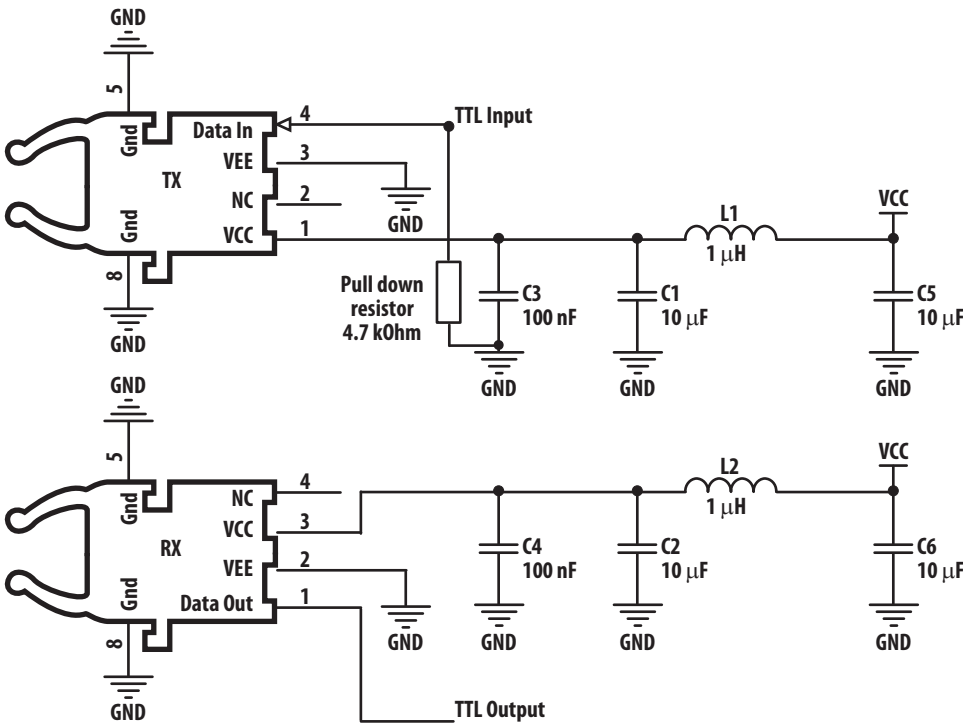 GND
5
Gnd
Data In
4
TTL Input
VEE
3
TX
NC
2
GND
Gnd
VCC
1
L1
1 μH
VCC
8
GND
Pull down
resistor
4.7 kOhm
C3
100 nF
GND
C1
10 μF
GND
C5
10 μF
GND
GND
5
Gnd
NC
4
VCC
3
RX
VEE
2
Gnd
Data Out
1
GND
L2
1 μH
VCC
C4
100 nF
GND
C2
10 μF
GND
C6
10 μF
GND
8
GND
TTL Output